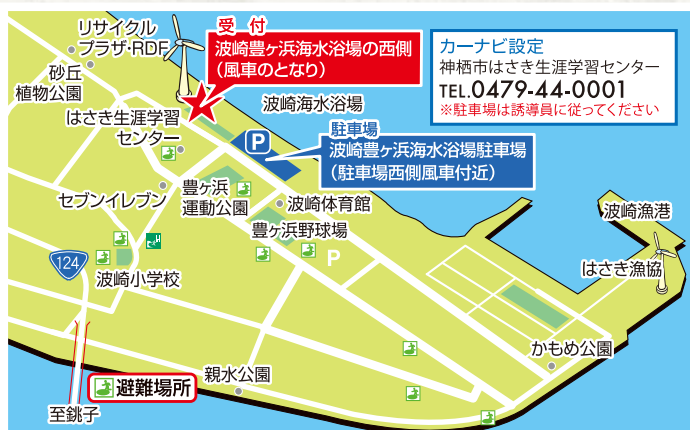 リサイクル
プラザ・RDF
受 付
波崎豊ヶ浜海水浴場の西側
（風車のとなり）
カーナビ設定
神栖市はさき生涯学習センター
TEL.0479-44-0001
※駐車場は誘導員に従ってください
砂丘
植物公園
波崎海水浴場
はさき生涯学習
センター
P
駐車場
波崎豊ヶ浜海水浴場駐車場
（駐車場西側風車付近）
セブンイレブン
豊ヶ浜
運動公園
波崎体育館
豊ヶ浜野球場
P
波崎漁港
はさき漁協
124
波崎小学校
かもめ公園
親水公園
避難場所
至銚子